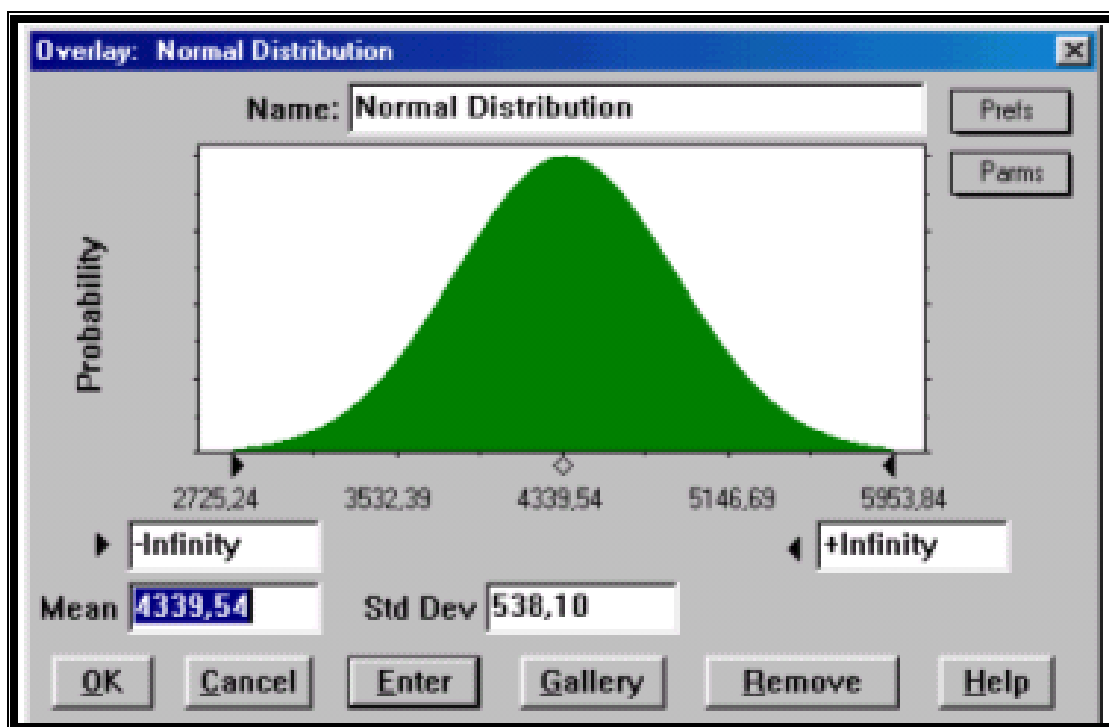 Overlay: Normal Distribution
Name: Normal Distribution
Prefs
Parms
Probability
2725,24 3532,39 4339,54 5146,69 5953,84
-Infinity +Infinity
Mean 4339,54 Std Dev 538,10
OK Cancel Enter Gallery Remove Help